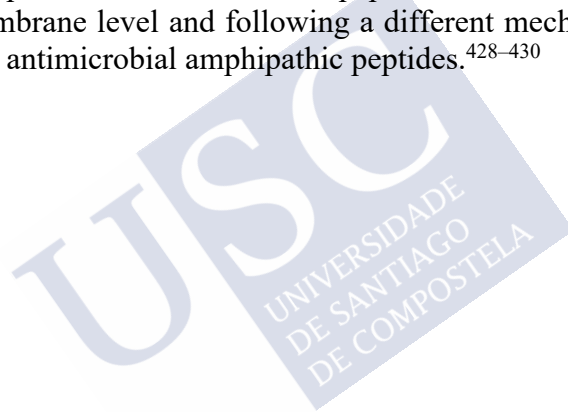 mbrane level and following a different mech
antimicrobial amphipathic peptides.428–430
USC
UNIVERSIDADE
DE SANTIAGO
DE COMPOSTELA